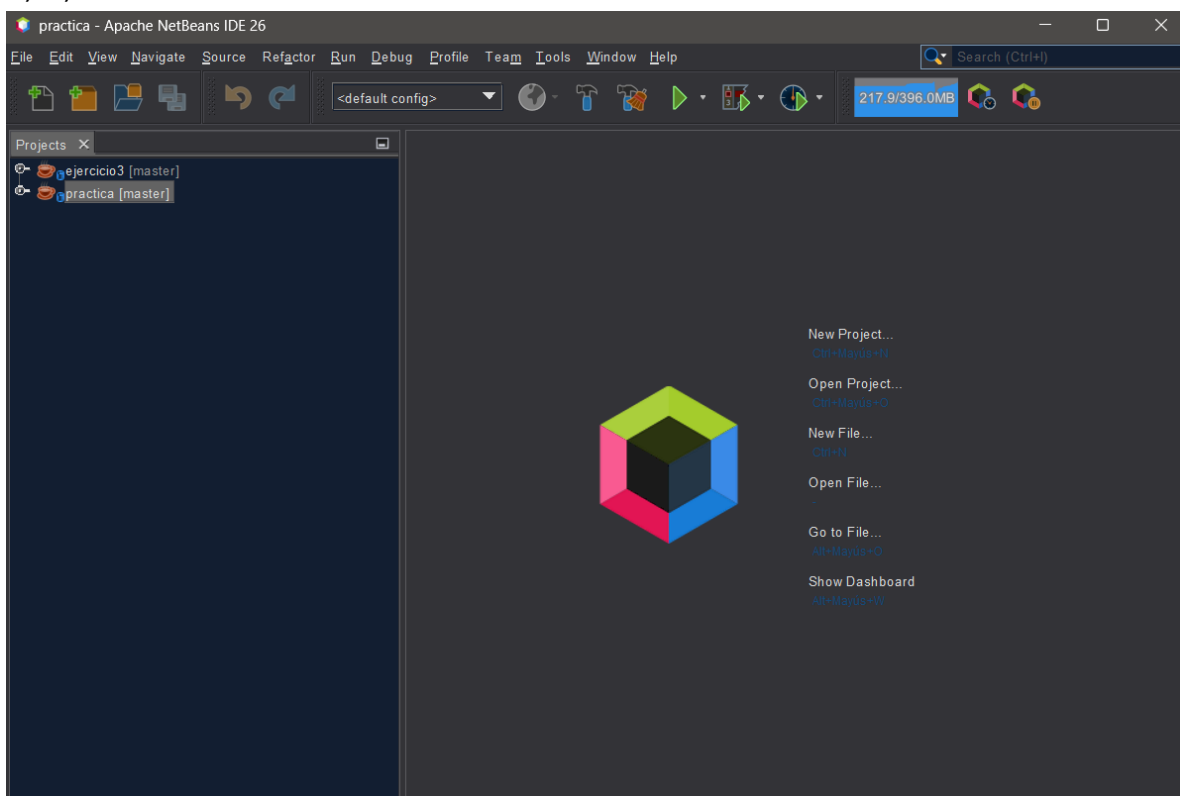 practica - Apache NetBeans IDE 26
File Edit View Navigate Source Refactor Run Debug Profile Team Tools Window Help
Search (Ctrl+I)
<default config>
217.9/396.0MB
Projects
ejercicio3 [master]
practica [master]
New Project...
Ctrl+Mayús+N
Open Project...
Ctrl+Mayús+O
New File...
Ctrl+N
Open File...
Go to File...
Alt+Mayús+O
Show Dashboard
Alt+Mayús+W